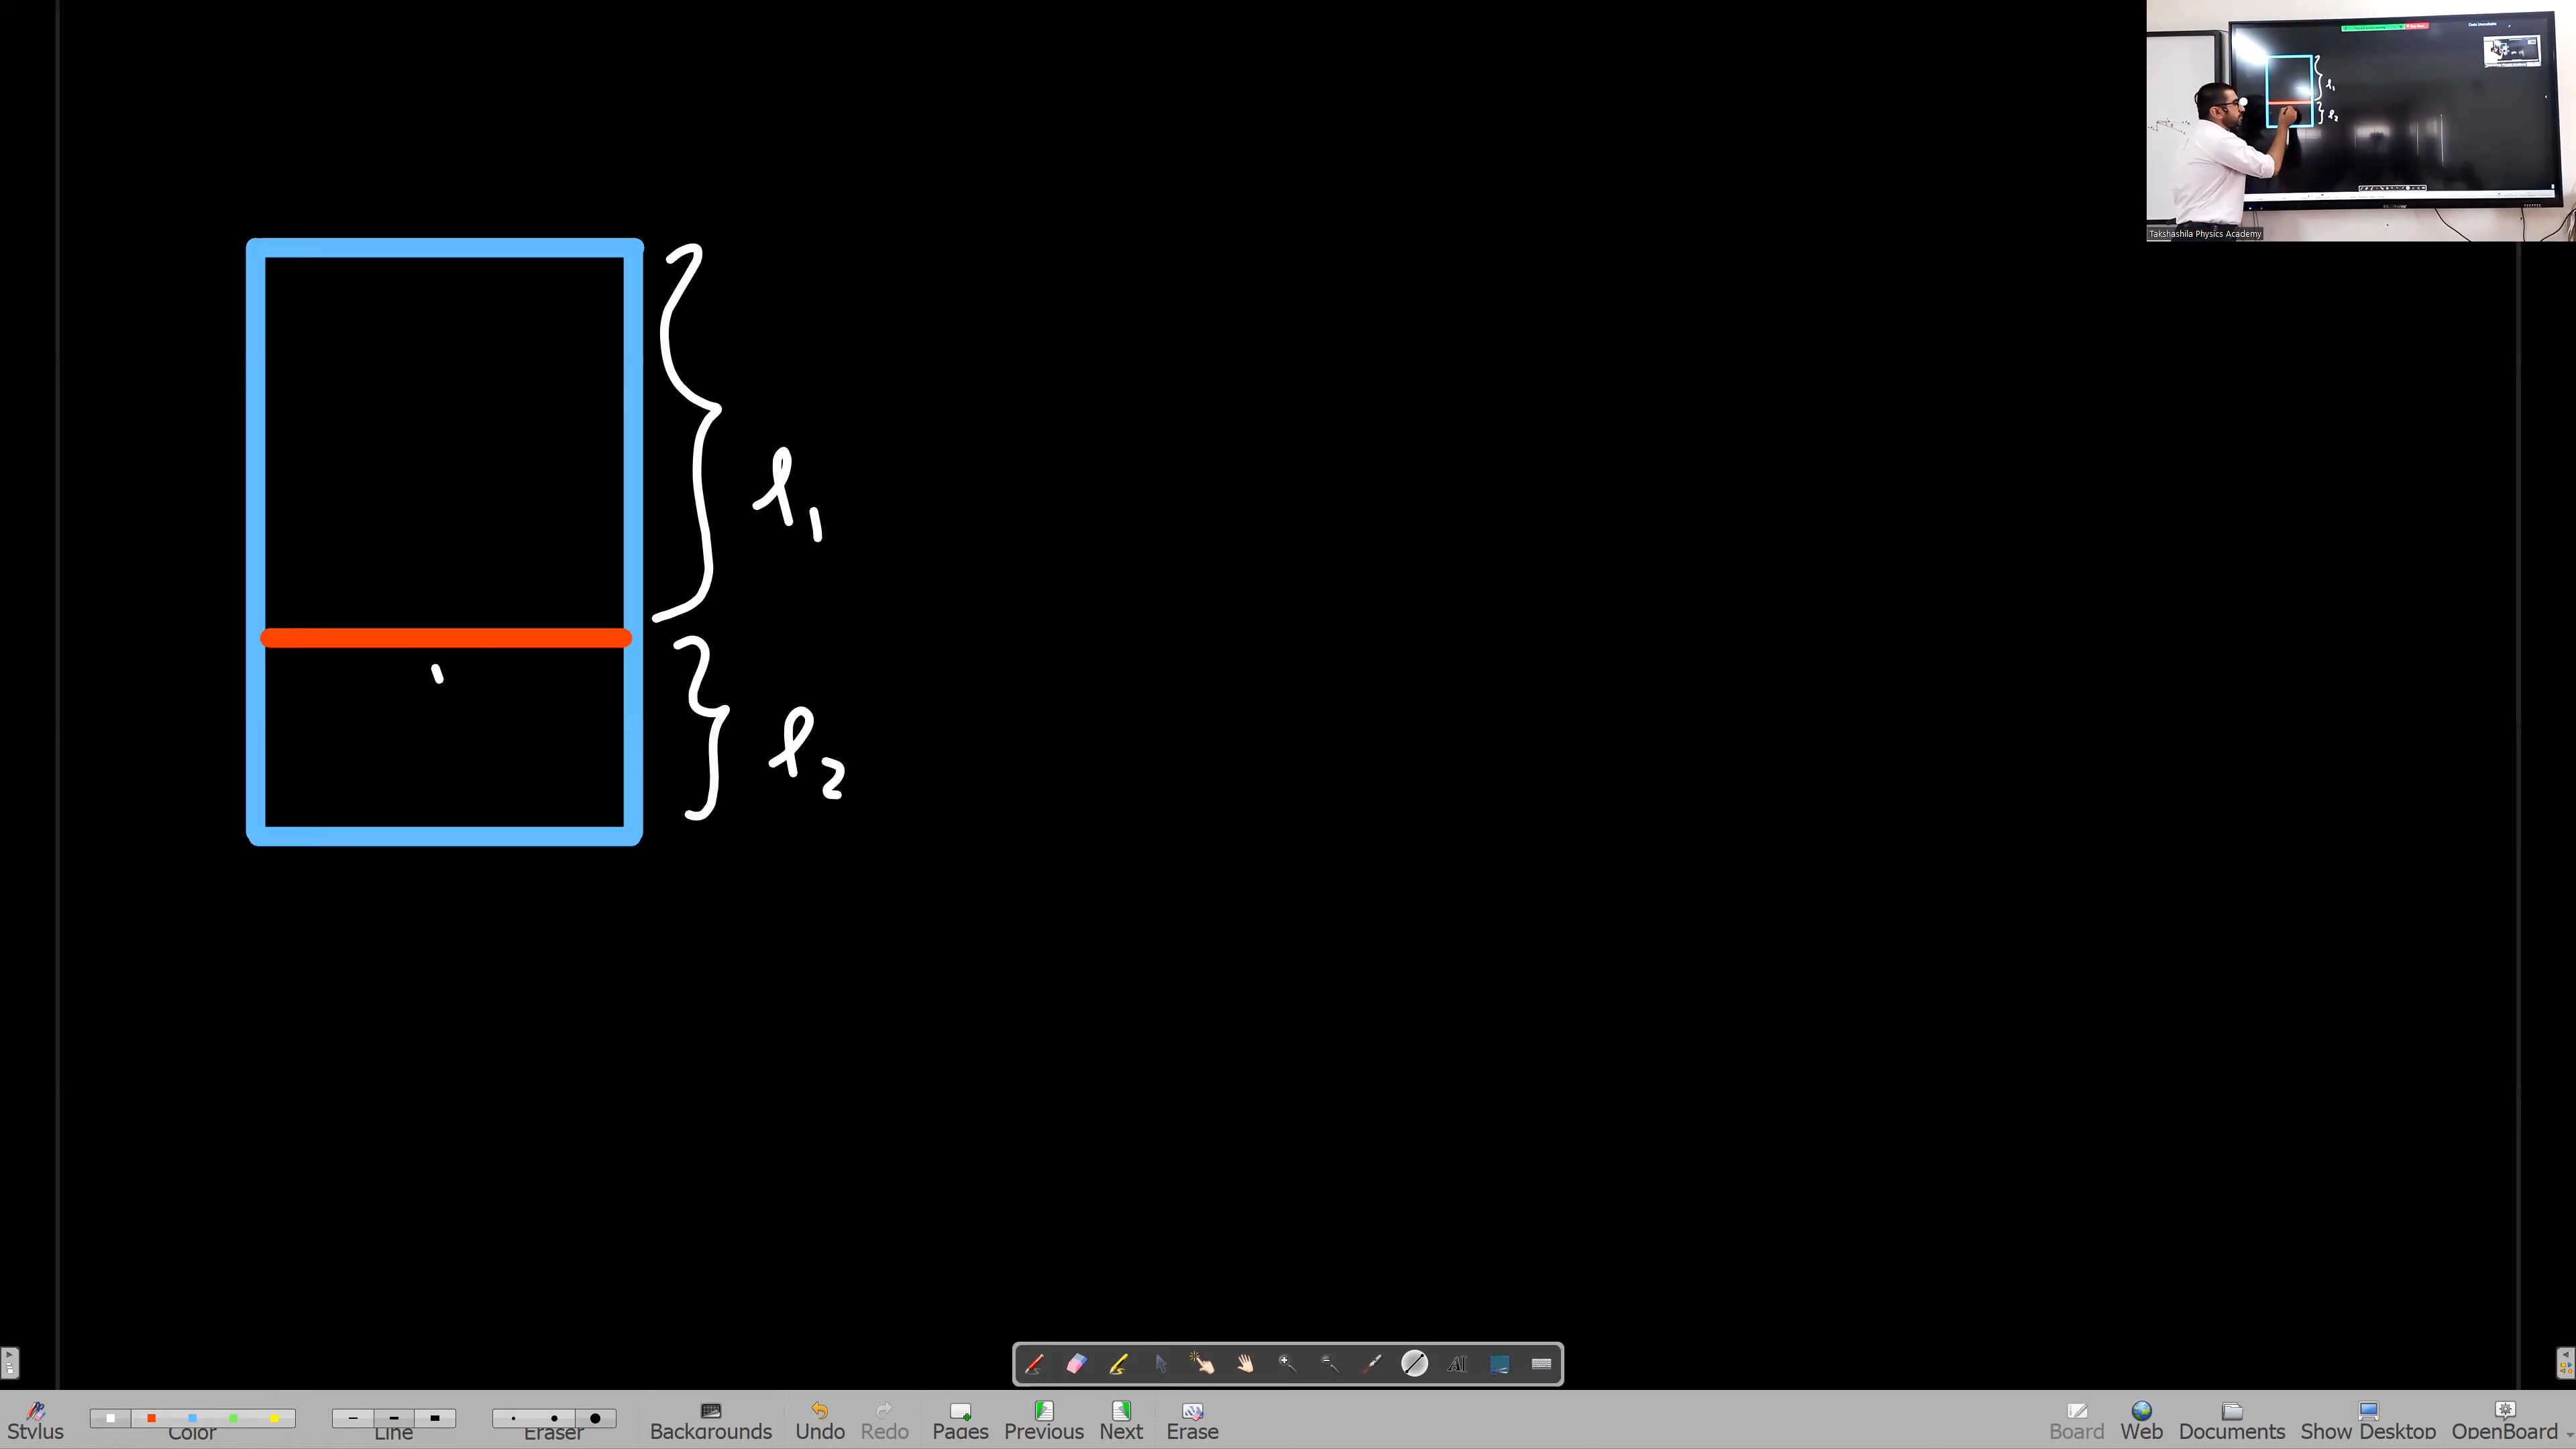 Takshashila Physics Academy
l₁
l₂
Stylus Color Line Eraser Backgrounds Undo Redo Pages Previous Next Erase Board Web Documents Show Desktop OpenBoard